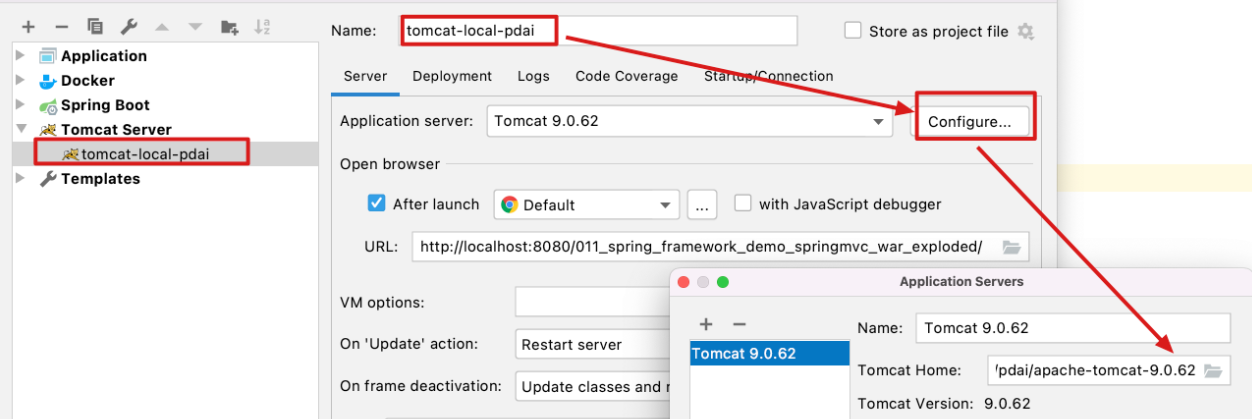 Name: tomcat-local-pdai Store as project file
Application
Docker
Spring Boot
Tomcat Server
tomcat-local-pdai
Templates
Server Deployment Logs Code Coverage Startup/Connection
Application server: Tomcat 9.0.62 Configure...
Open browser
After launch Default ... with JavaScript debugger
URL: http://localhost:8080/011_spring_framework_demo_springmvc_war_exploded/
VM options:
On 'Update' action: Restart server
On frame deactivation: Update classes and
Application Servers
Tomcat 9.0.62
Name: Tomcat 9.0.62
Tomcat Home: /pdai/apache-tomcat-9.0.62
Tomcat Version: 9.0.62